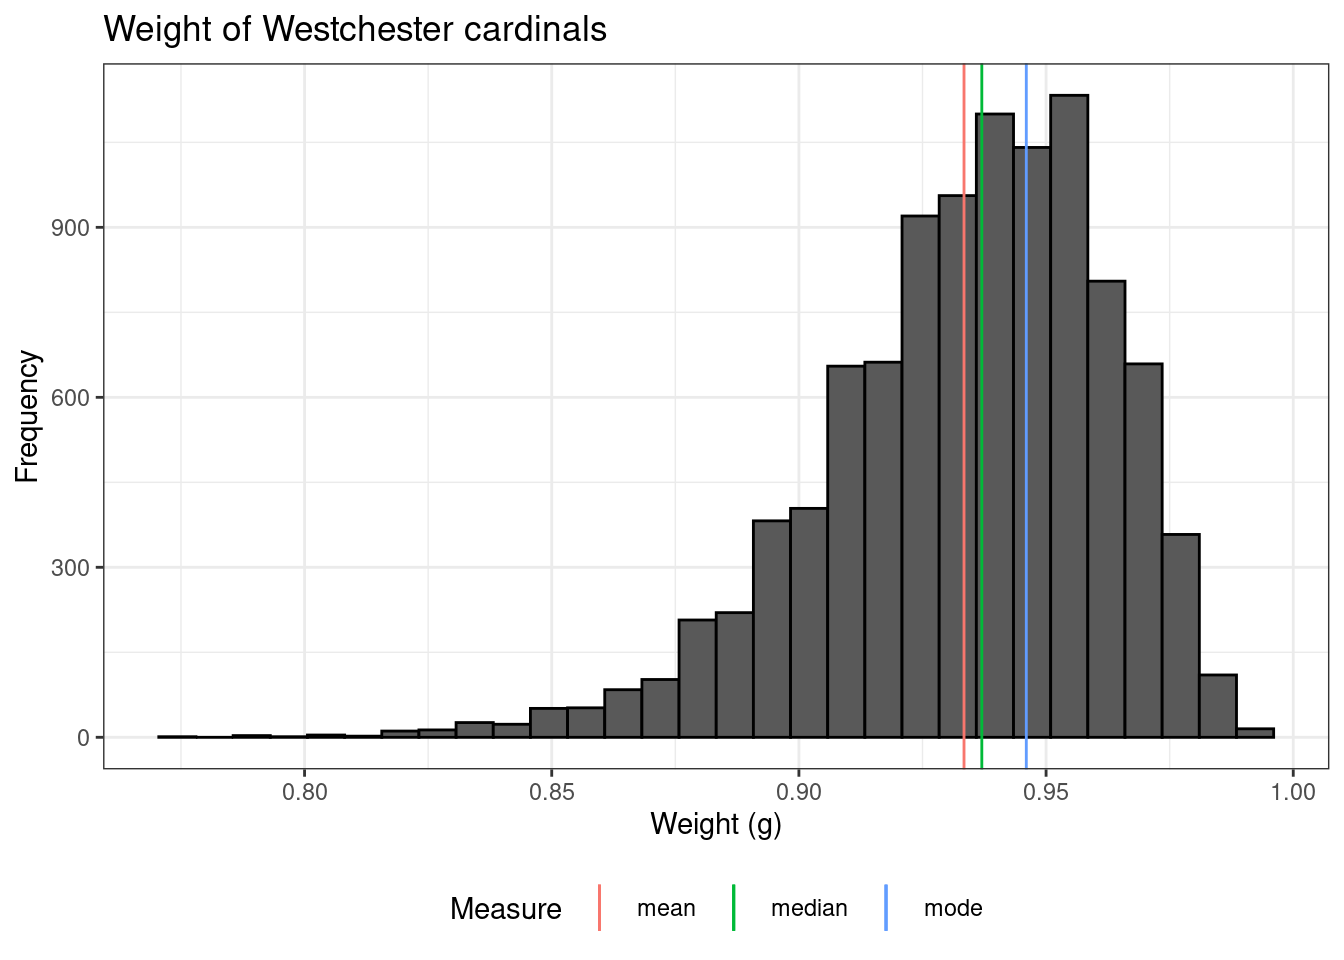 Weight of Westchester cardinals
Frequency
900
600
300
0
0.80 0.85 0.90 0.95 1.00
Weight (g)
Measure mean median mode